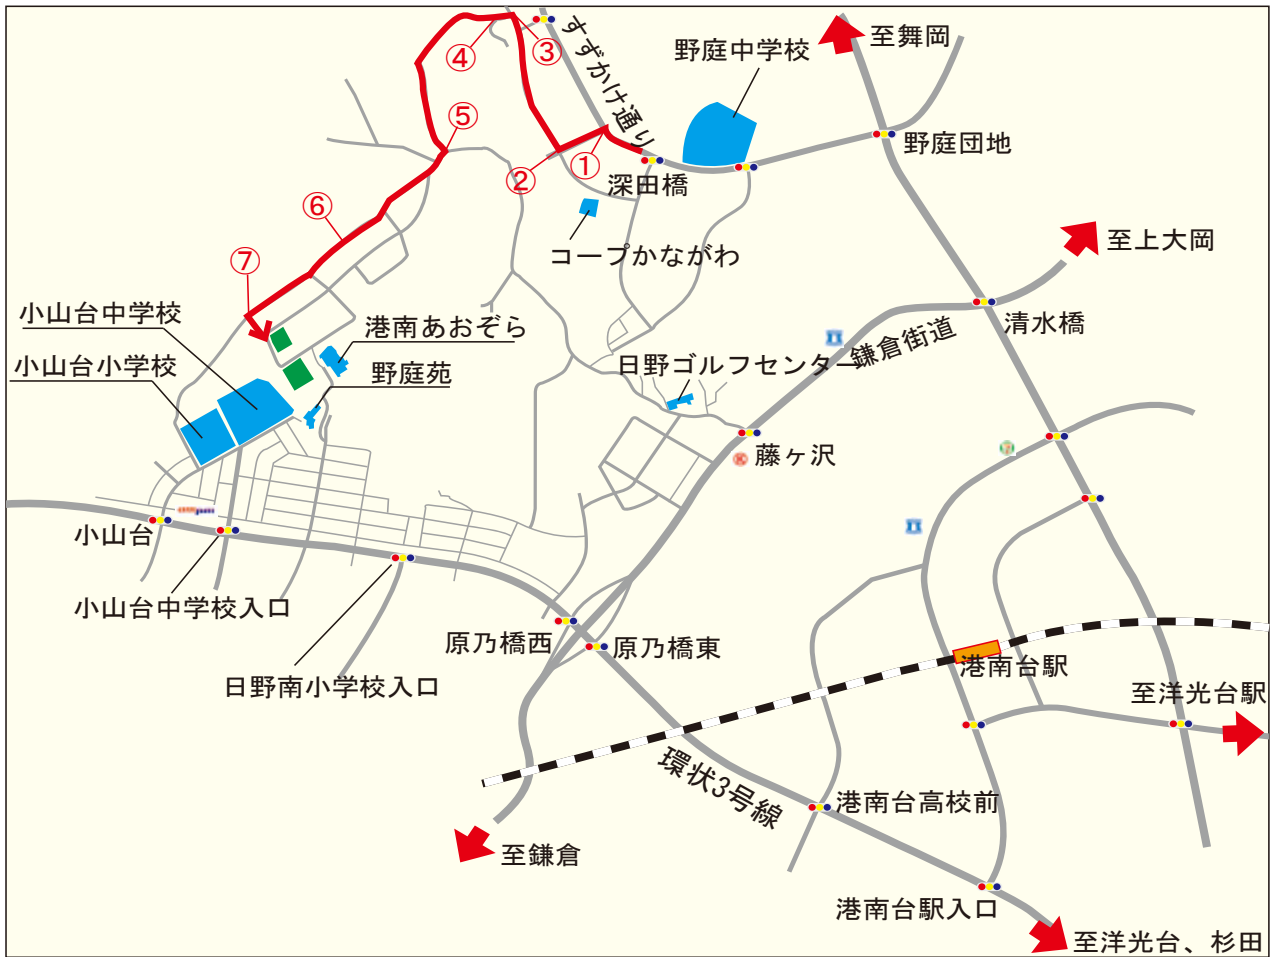 ④
③
すずかけ通り
野庭中学校
至舞岡
⑤
①
②
深田橋
野庭団地
⑥
コープかながわ
至上大岡
⑦
小山台中学校
港南あおぞら
清水橋
小山台小学校
野庭苑
日野ゴルフセンター
鎌倉街道
藤ヶ沢
小山台
小山台中学校入口
原乃橋西
原乃橋東
港南台駅
日野南小学校入口
至洋光台駅
環状3号線
港南台高校前
至鎌倉
港南台駅入口
至洋光台、杉田